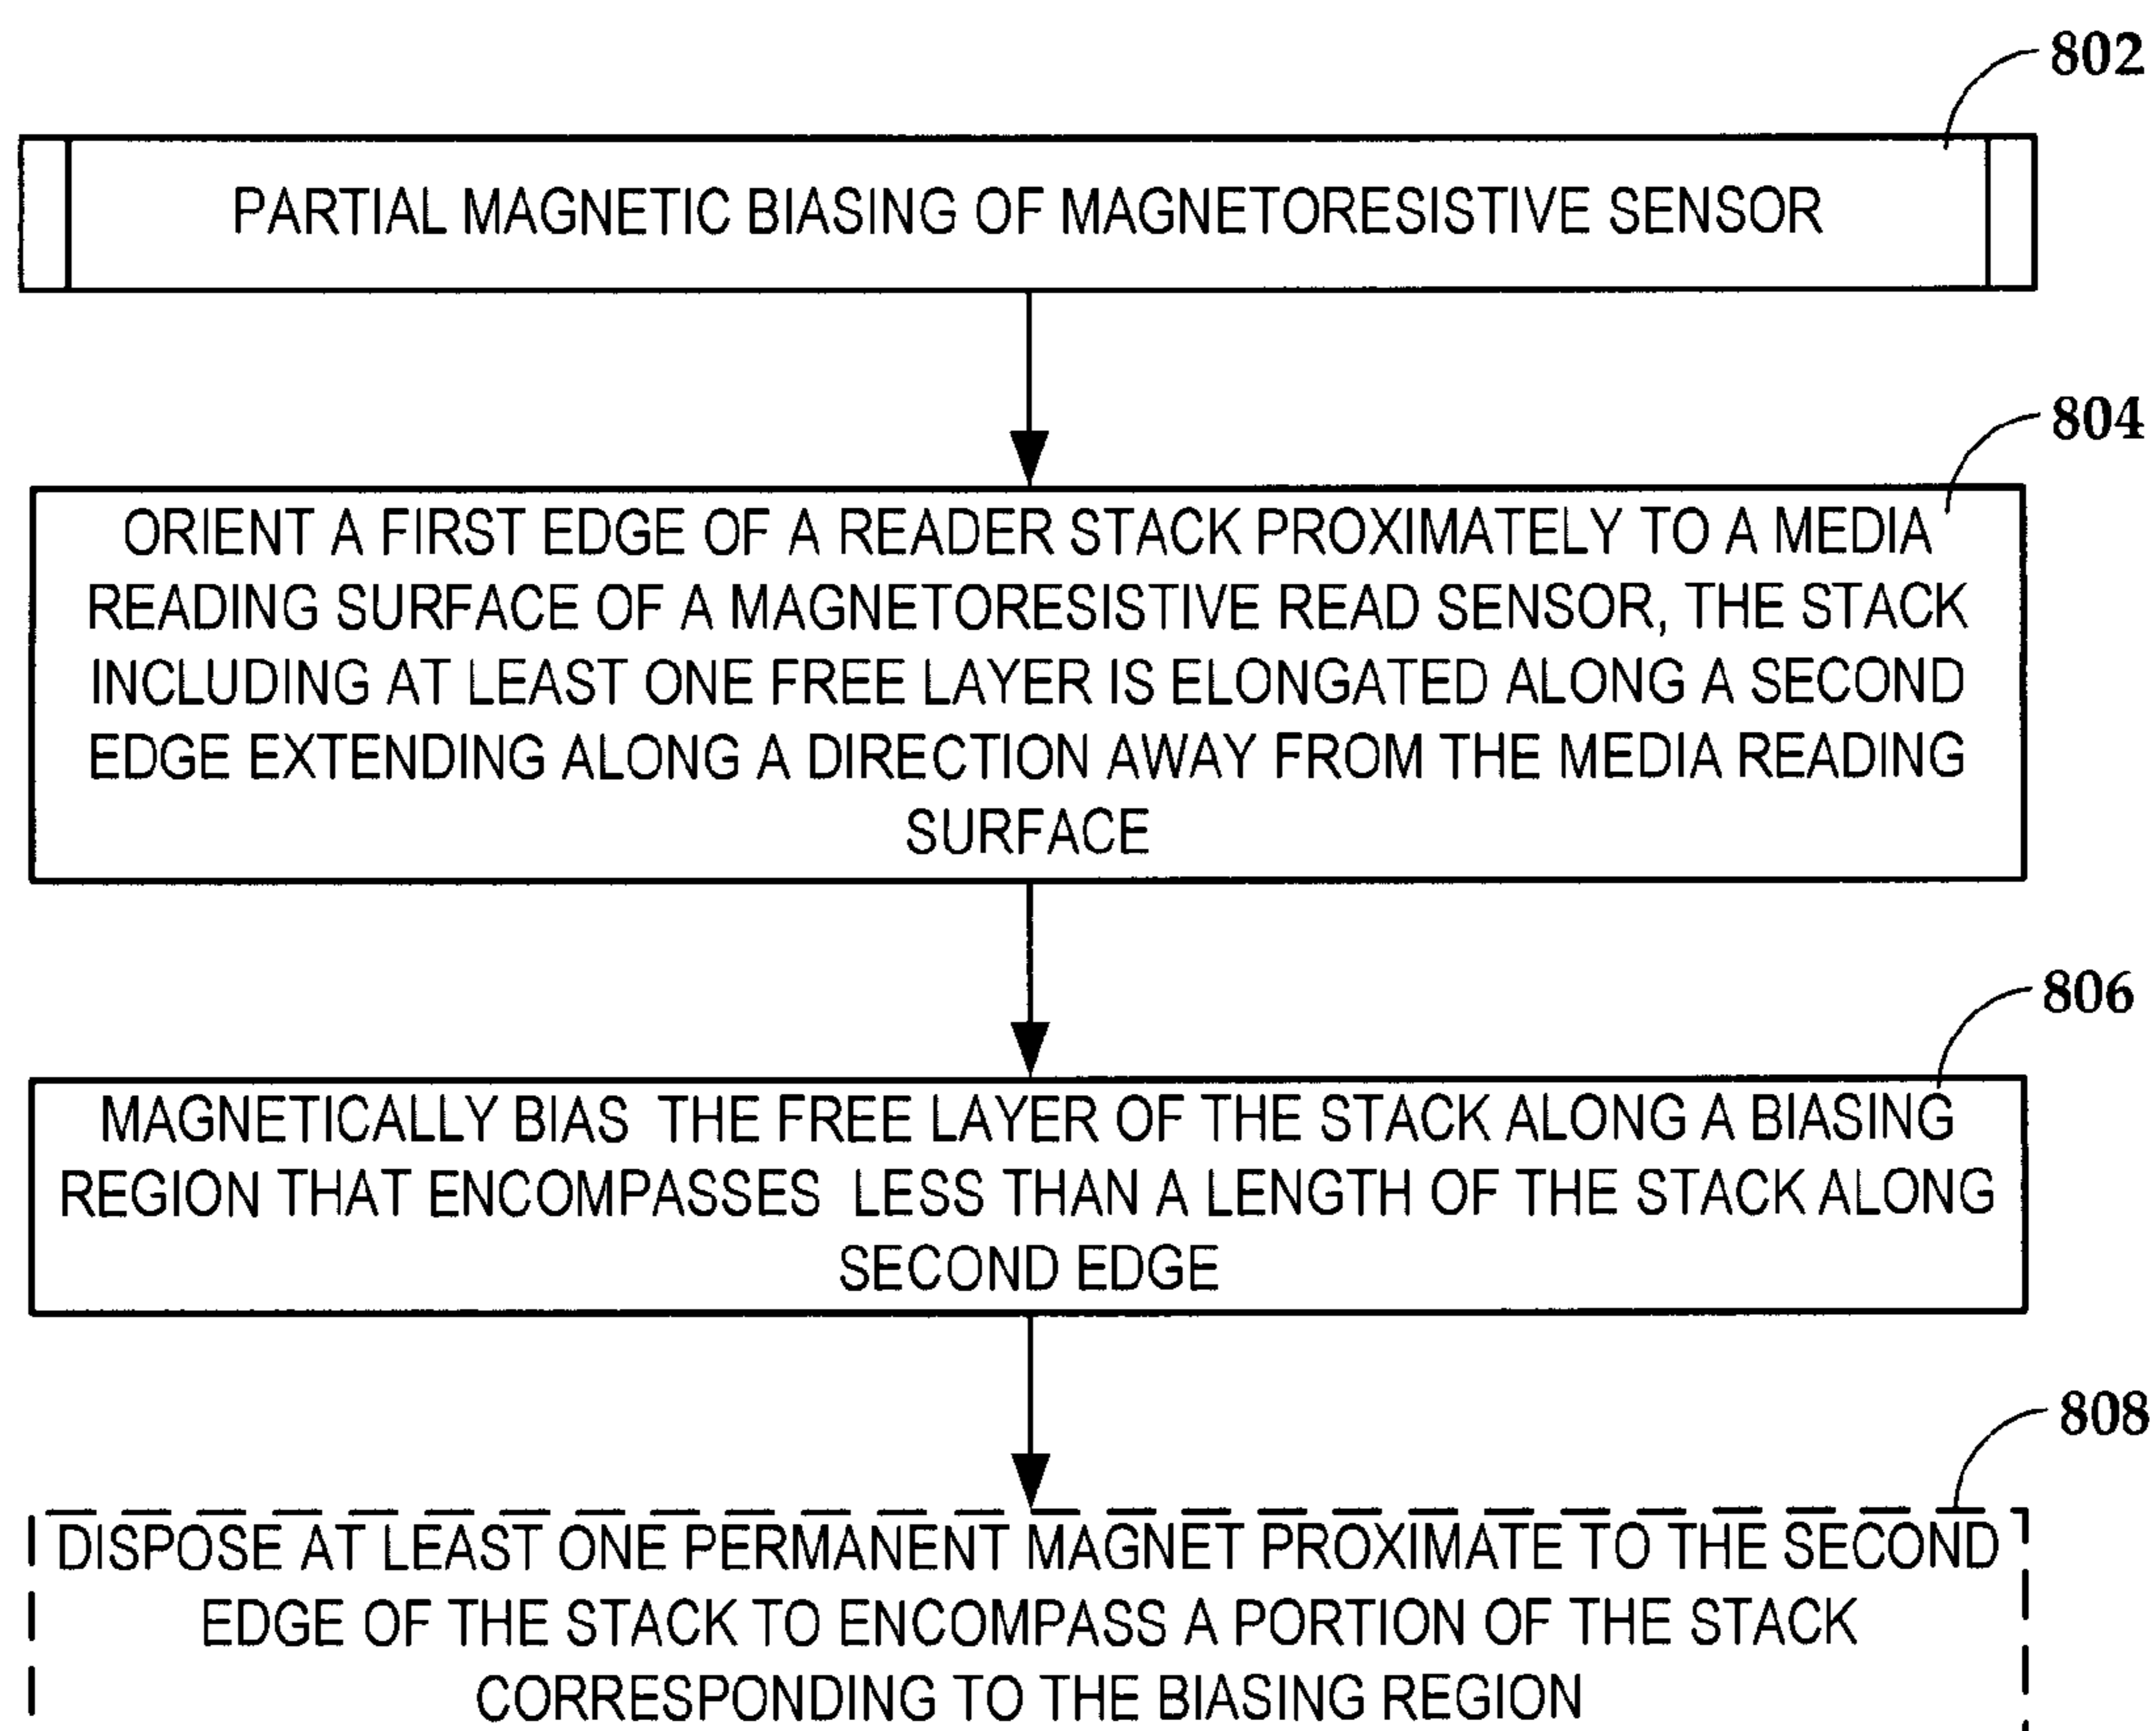 802
PARTIAL MAGNETIC BIASING OF MAGNETORESISTIVE SENSOR
804
ORIENT A FIRST EDGE OF A READER STACK PROXIMATELY TO A MEDIA
READING SURFACE OF A MAGNETORESISTIVE READ SENSOR, THE STACK
INCLUDING AT LEAST ONE FREE LAYER IS ELONGATED ALONG A SECOND
EDGE EXTENDING ALONG A DIRECTION AWAY FROM THE MEDIA READING
SURFACE
806
MAGNETICALLY BIAS THE FREE LAYER OF THE STACK ALONG A BIASING
REGION THAT ENCOMPASSES LESS THAN A LENGTH OF THE STACK ALONG
SECOND EDGE
808
DISPOSE AT LEAST ONE PERMANENT MAGNET PROXIMATE TO THE SECOND
EDGE OF THE STACK TO ENCOMPASS A PORTION OF THE STACK
CORRESPONDING TO THE BIASING REGION